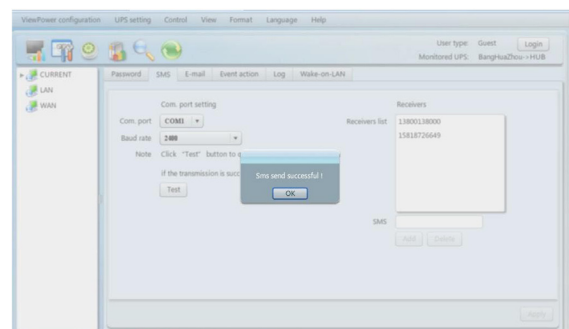 ViewPower configuration UPS setting Control View Format Language Help
User type: Guest Login
Monitored UPS: BangHuaZhou->HUB
CURRENT
LAN
WAN
Password SMS E-mail Event action Log Wake-on-LAN
Com. port setting
Com. port COM1
Baud rate 2400
Note Click "Test" button to
If the transmission is succ
Test
Receivers
Receivers list 13800138000
15818726649
SMS
Add Delete
Sms send successful !
OK
Apply